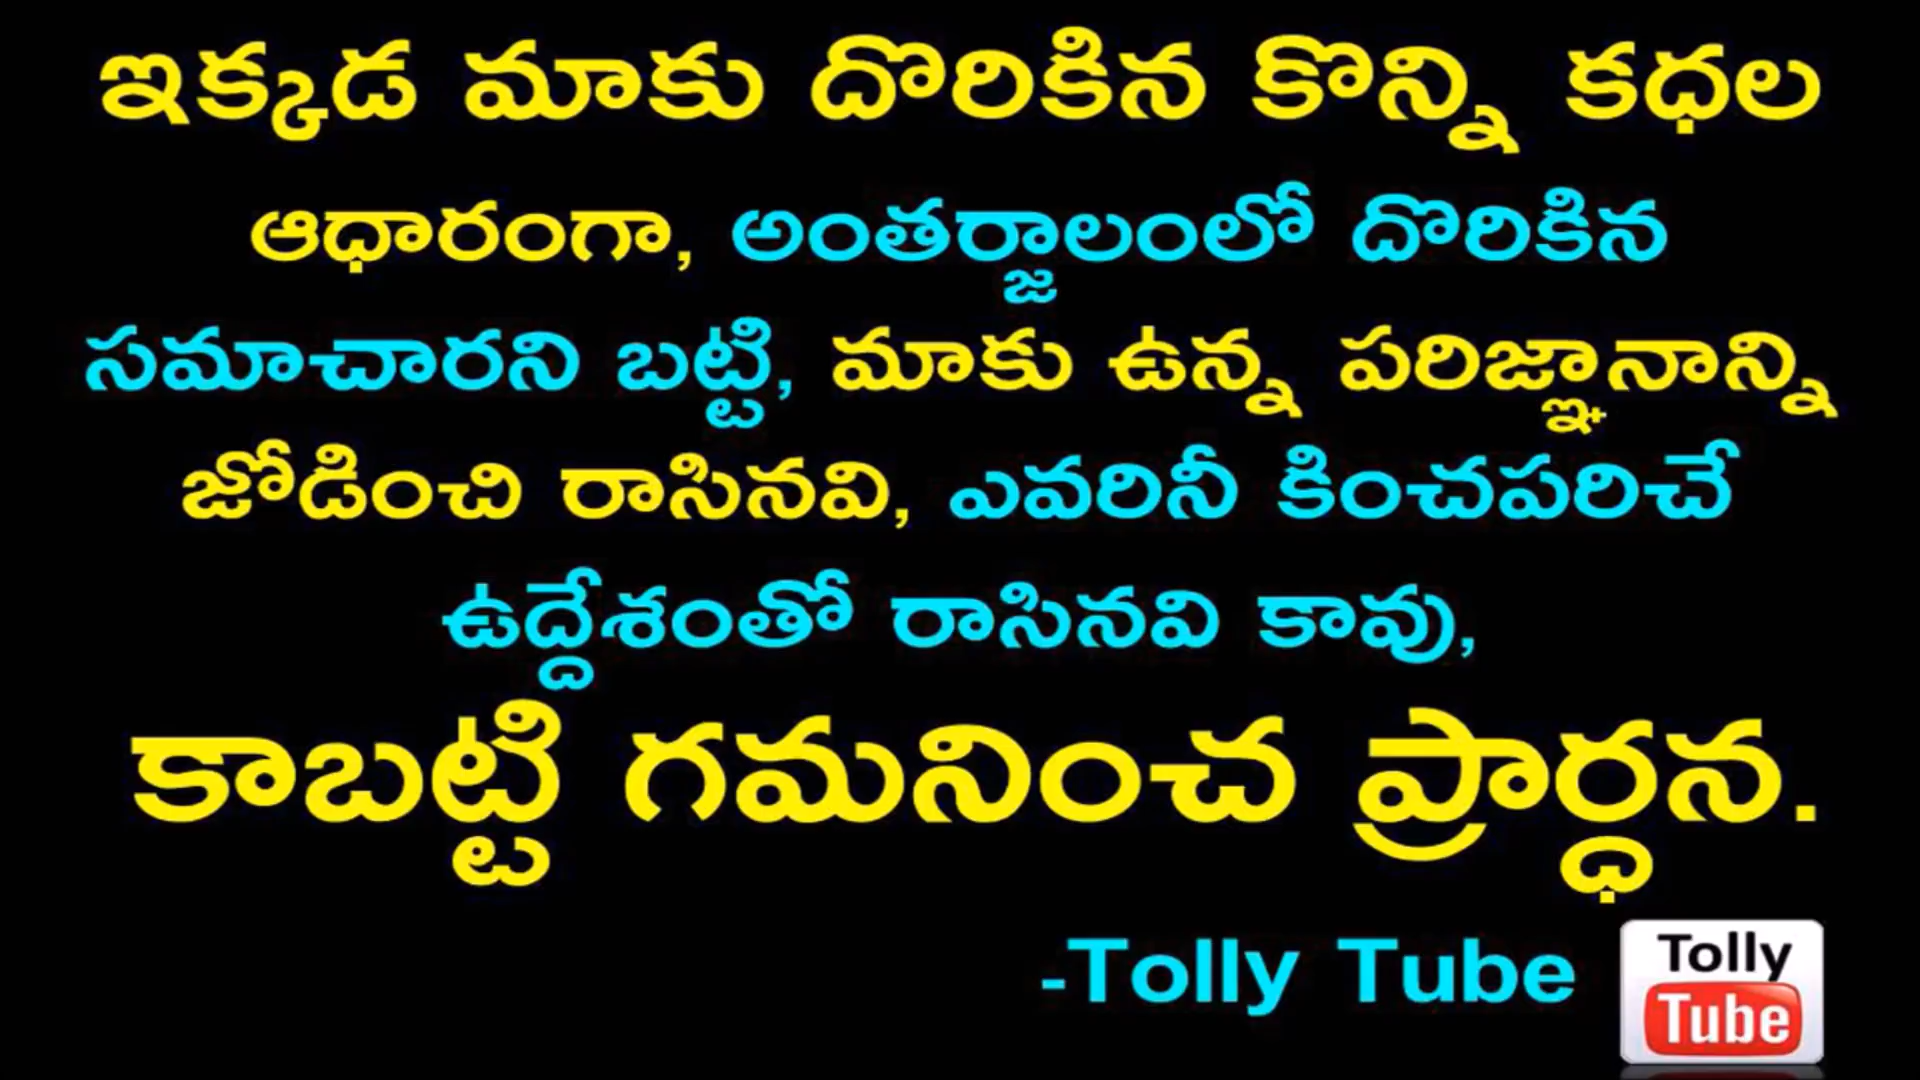 ఇక్కడ మాకు దొరికిన కొన్ని కధల
ఆధారంగా, అంతర్జాలంలో దొరికిన
సమాచారని బట్టి, మాకు ఉన్న పరిజ్ఞానాన్ని
జోడించి రాసినవి, ఎవరినీ కించపరిచే
ఉద్దేశంతో రాసినవి కావు,
కాబట్టి గమనించ ప్రార్ధన.
-Tolly Tube
Tolly
Tube